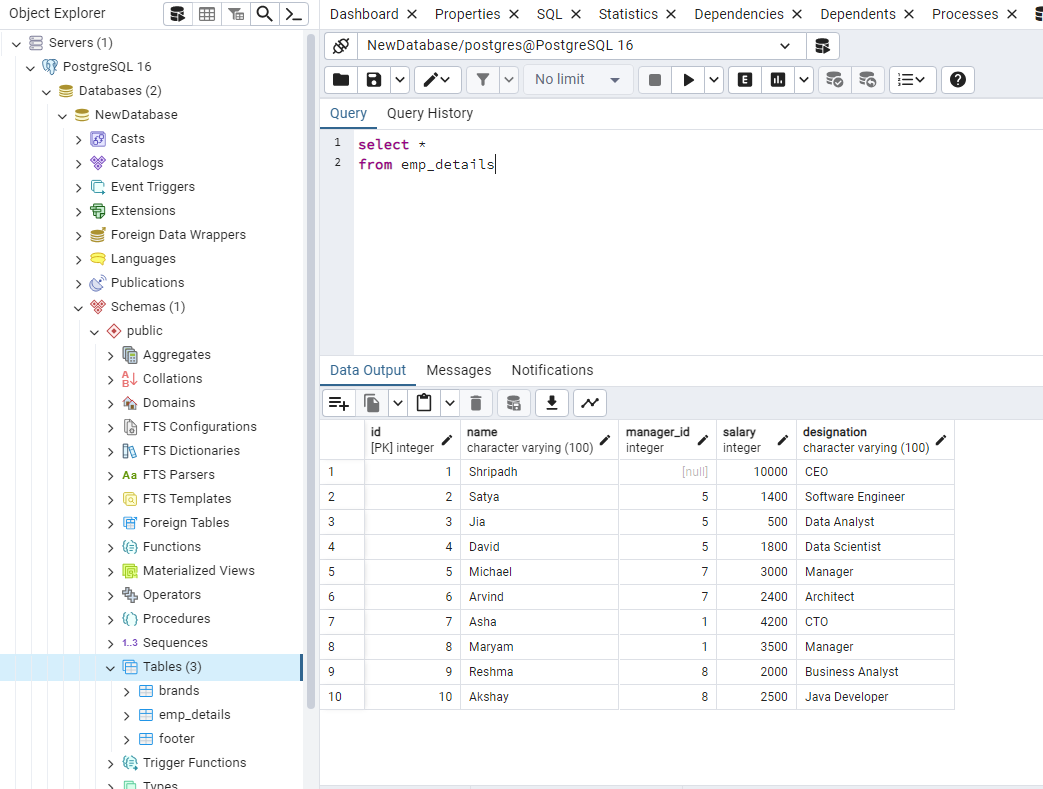 Object Explorer
Servers (1)
PostgreSQL 16
Databases (2)
NewDatabase
Casts
Catalogs
Event Triggers
Extensions
Foreign Data Wrappers
Languages
Publications
Schemas (1)
public
Aggregates
Collations
Domains
FTS Configurations
FTS Dictionaries
Aa FTS Parsers
FTS Templates
Foreign Tables
Functions
Materialized Views
Operators
Procedures
1..3 Sequences
Tables (3)
brands
emp_details
footer
Trigger Functions
Types
Dashboard Properties SQL Statistics Dependencies Dependents Processes
NewDatabase/postgres@PostgreSQL 16
No limit E
Query Query History
1 select *
2 from emp_details
Data Output Messages Notifications
id name manager_id salary designation
[PK] integer character varying (100) integer integer character varying (100)
1 1 Shripadh [null] 10000 CEO
2 2 Satya 5 1400 Software Engineer
3 3 Jia 5 500 Data Analyst
4 4 David 5 1800 Data Scientist
5 5 Michael 7 3000 Manager
6 6 Arvind 7 2400 Architect
7 7 Asha 1 4200 CTO
8 8 Maryam 1 3500 Manager
9 9 Reshma 8 2000 Business Analyst
10 10 Akshay 8 2500 Java Developer